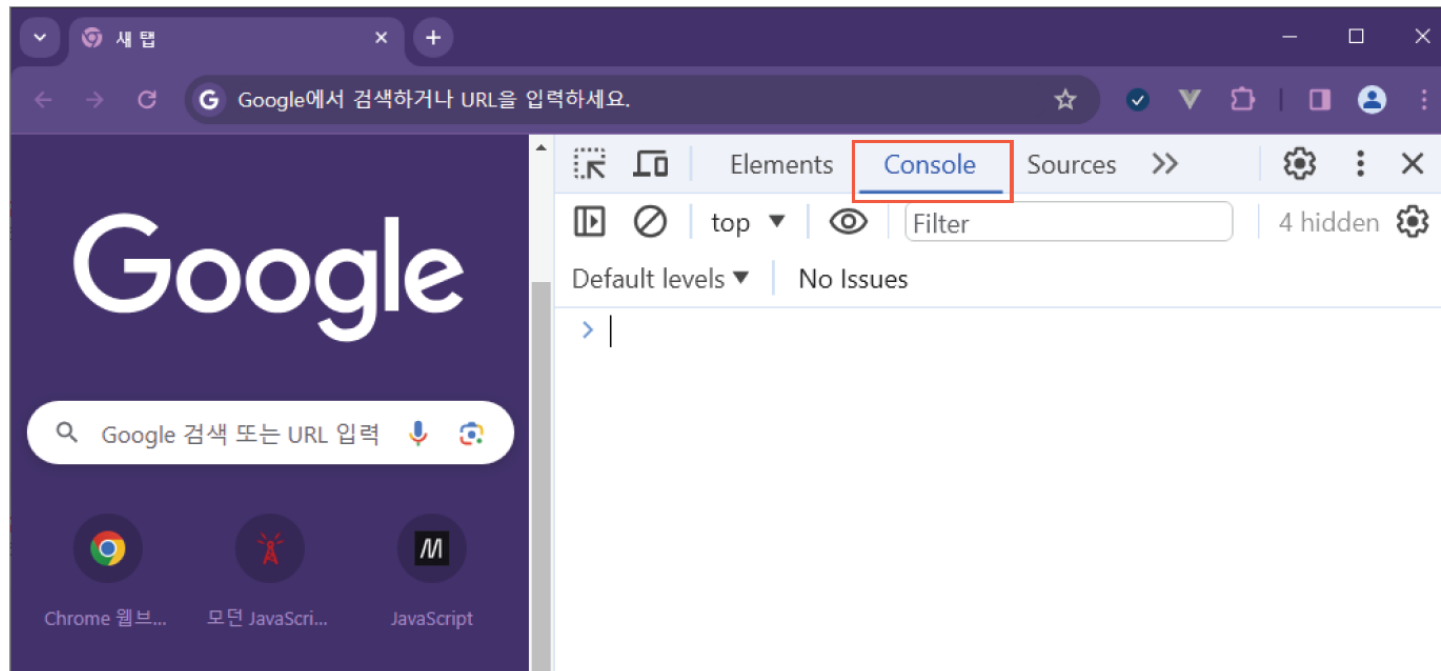 새 탭
Google에서 검색하거나 URL을 입력하세요.
Elements Console Sources
top Filter 4 hidden
Default levels No Issues
Google
Google 검색 또는 URL 입력
Chrome 웹브... 모던 JavaScri... JavaScript